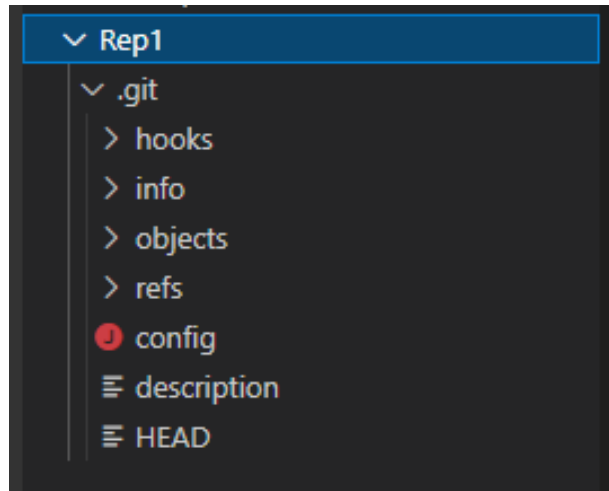 Rep1
.git
hooks
info
objects
refs
J config
description
HEAD